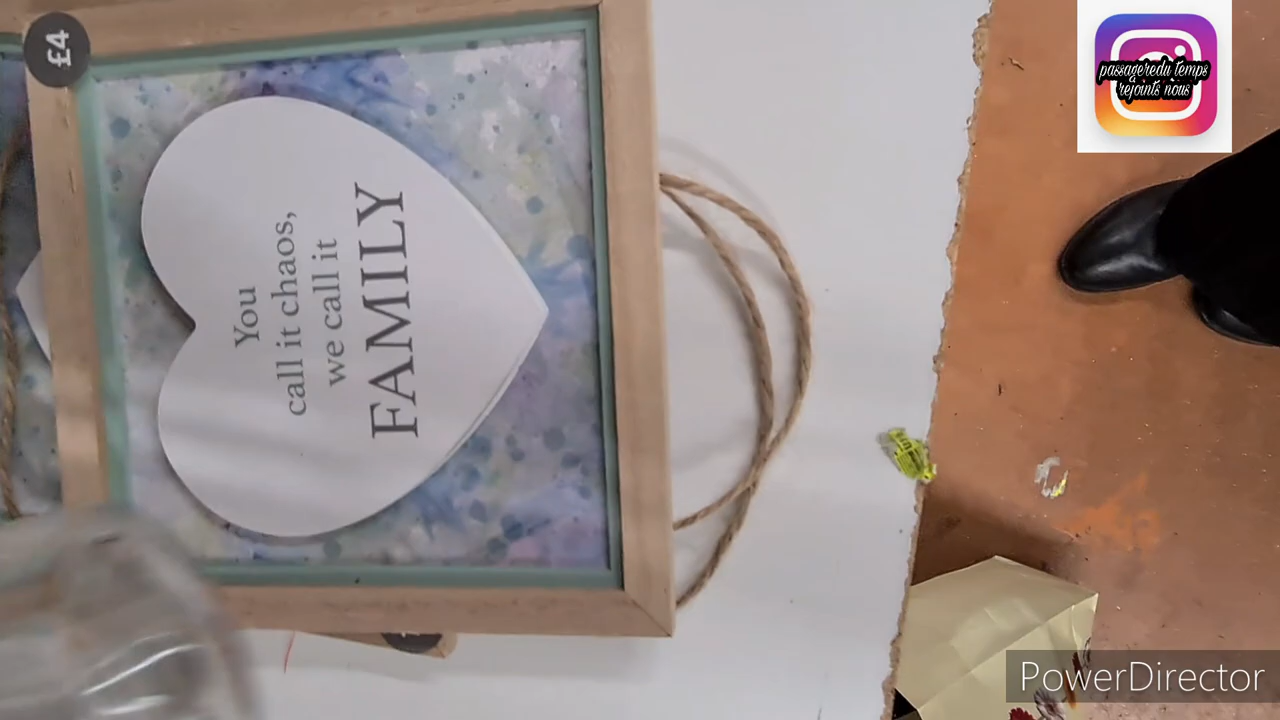 £4
You
call it chaos,
we call it
FAMILY
passageredu temps
rejoints nous
PowerDirector